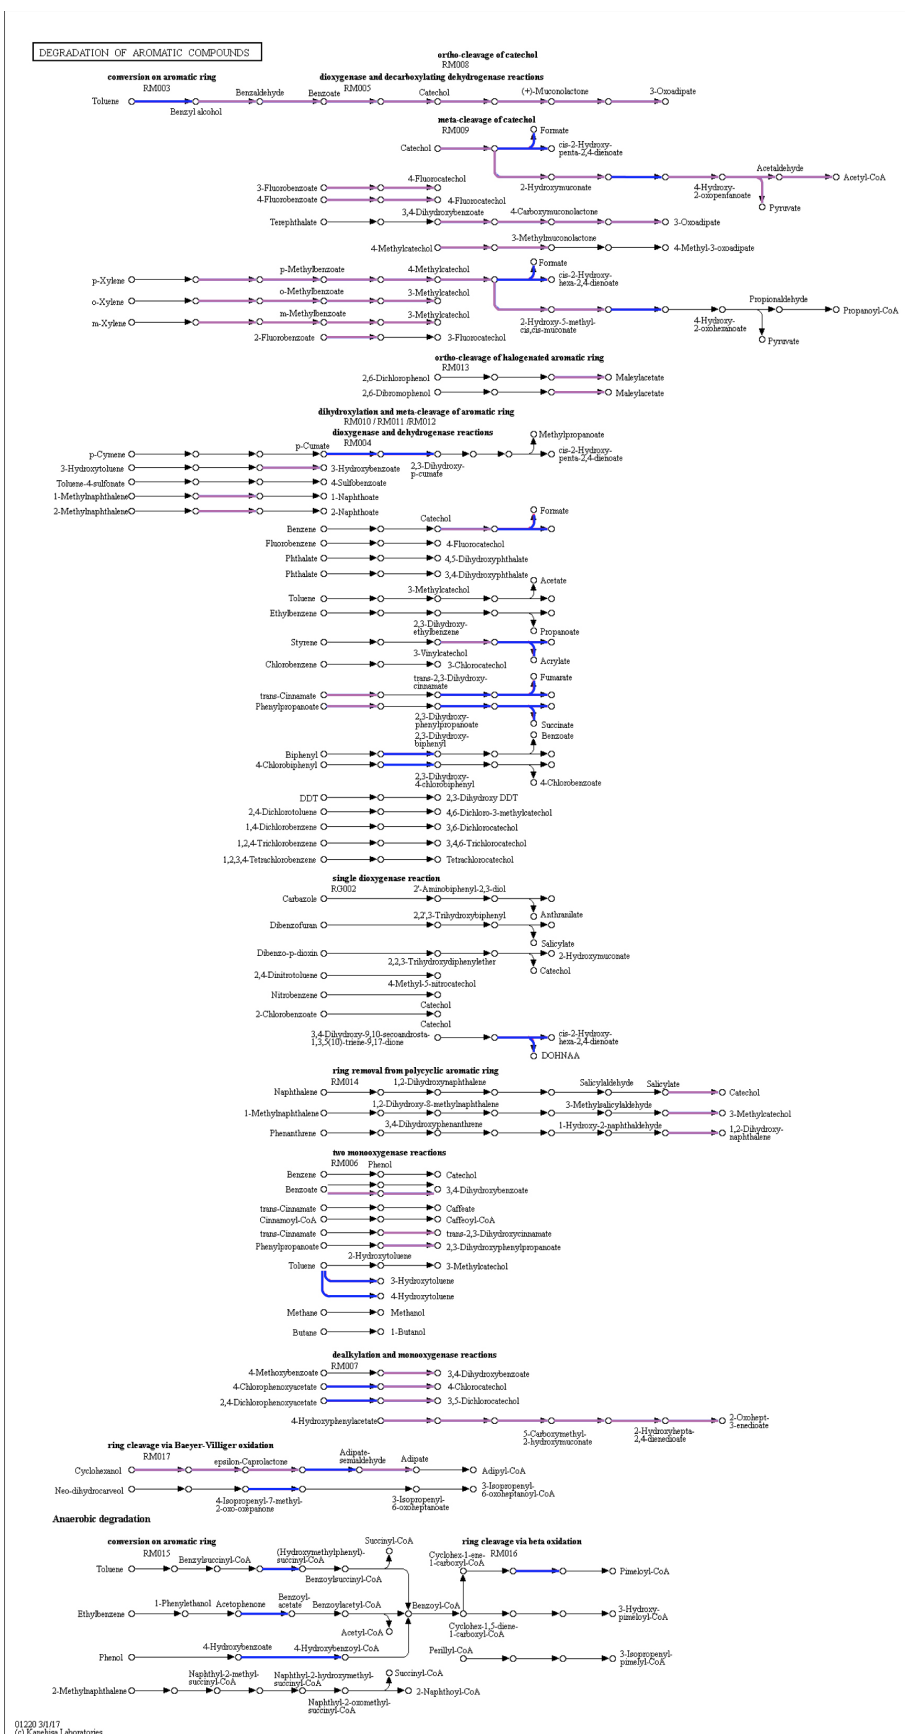 DEGRADATION OF AROMATIC COMPOUNDS
ortho-cleavage of catechol
RM008
conversion on aromatic ring
RM003
dioxygenase and decarboxylating dehydrogenase reactions
RM005
Toluene
Benzyl alcohol
Benzaldehyde
Benzoate
Catechol
(+)-Muconolactone
3-Oxoadipate
meta-cleavage of catechol
RM009
Catechol
Formate
cis-2-Hydroxy-
penta-2,4-dienoate
2-Hydroxymuconate
4-Hydroxy-
2-oxopentanoate
Acetaldehyde
Acetyl-CoA
Pyruvate
3-Fluorobenzoate
4-Fluorocatechol
4-Fluorobenzoate
4-Fluorocatechol
Terephthalate
3,4-Dihydroxybenzoate
4-Carboxymuconolactone
3-Oxoadipate
4-Methylcatechol
3-Methylmuconolactone
4-Methyl-3-oxoadipate
p-Xylene
p-Methylbenzoate
4-Methylcatechol
Formate
cis-2-Hydroxy-
hexa-2,4-dienoate
o-Xylene
o-Methylbenzoate
3-Methylcatechol
2-Hydroxy-5-methyl-
cis,cis-muconate
4-Hydroxy-
2-oxohexanoate
Propionaldehyde
Propanoyl-CoA
Pyruvate
m-Xylene
m-Methylbenzoate
3-Methylcatechol
2-Fluorobenzoate
3-Fluorocatechol
ortho-cleavage of halogenated aromatic ring
RM013
2,6-Dichlorophenol
Maleylacetate
2,6-Dibromophenol
Maleylacetate
dihydroxylation and meta-cleavage of aromatic ring
RM010 / RM011 /RM012
dioxygenase and dehydrogenase reactions
RM004
p-Cymene
p-Cumate
2,3-Dihydroxy-
p-cumate
Methylpropanoate
cis-2-Hydroxy-
penta-2,4-dienoate
3-Hydroxytoluene
3-Hydroxybenzoate
Toluene-4-sulfonate
4-Sulfobenzoate
1-Methylnaphthalene
1-Naphthoate
2-Methylnaphthalene
2-Naphthoate
Benzene
Catechol
Formate
Fluorobenzene
4-Fluorocatechol
Phthalate
4,5-Dihydroxyphthalate
Phthalate
3,4-Dihydroxyphthalate
Toluene
3-Methylcatechol
Acetate
Ethylbenzene
2,3-Dihydroxy-
ethylbenzene
Propanoate
Styrene
3-Vinylcatechol
Acrylate
Chlorobenzene
3-Chlorocatechol
trans-Cinnamate
trans-2,3-Dihydroxy-
cinnamate
Fumarate
Phenylpropanoate
2,3-Dihydroxy-
phenylpropanoate
Succinate
Biphenyl
2,3-Dihydroxy-
biphenyl
Benzoate
4-Chlorobiphenyl
2,3-Dihydroxy-
4-chlorobiphenyl
4-Chlorobenzoate
DDT
2,3-Dihydroxy DDT
2,4-Dichlorotoluene
4,6-Dichloro-3-methylcatechol
1,4-Dichlorobenzene
3,6-Dichlorocatechol
1,2,4-Trichlorobenzene
3,4,6-Trichlorocatechol
1,2,3,4-Tetrachlorobenzene
Tetrachlorocatechol
single dioxygenase reaction
RG002
Carbazole
2'-Aminobiphenyl-2,3-diol
Anthranilate
Dibenzofuran
2,2',3-Trihydroxybiphenyl
Salicylate
Dibenzo-p-dioxin
2,2,3-Trihydroxydiphenylether
2-Hydroxymuconate
Catechol
2,4-Dinitrotoluene
4-Methyl-5-nitrocatechol
Nitrobenzene
Catechol
2-Chlorobenzoate
Catechol
3,4-Dihydroxy-9,10-secoandrosta-
1,3,5(10)-triene-9,17-dione
cis-2-Hydroxy-
hexa-2,4-dienoate
DOHNAA
ring removal from polycyclic aromatic ring
RM014
Naphthalene
1,2-Dihydroxynaphthalene
Salicylaldehyde
Salicylate
Catechol
1-Methylnaphthalene
1,2-Dihydroxy-8-methylnaphthalene
3-Methylsalicylaldehyde
3-Methylcatechol
Phenanthrene
3,4-Dihydroxyphenanthrene
1-Hydroxy-2-naphthaldehyde
1,2-Dihydroxy-
naphthalene
two monooxygenase reactions
RM006
Benzene
Phenol
Catechol
Benzoate
3,4-Dihydroxybenzoate
trans-Cinnamate
Caffeate
Cinnamoyl-CoA
Caffeoyl-CoA
trans-Cinnamate
trans-2,3-Dihydroxycinnamate
Phenylpropanoate
2,3-Dihydroxyphenylpropanoate
Toluene
2-Hydroxytoluene
3-Methylcatechol
3-Hydroxytoluene
4-Hydroxytoluene
Methane
Methanol
Butane
1-Butanol
dealkylation and monooxygenase reactions
RM007
4-Methoxybenzoate
3,4-Dihydroxybenzoate
4-Chlorophenoxyacetate
4-Chlorocatechol
2,4-Dichlorophenoxyacetate
3,5-Dichlorocatechol
4-Hydroxyphenylacetate
5-Carboxymethyl-
2-hydroxymuconate
2-Hydroxyhepta-
2,4-dienedioate
2-Oxohept-
3-enedioate
ring cleavage via Baeyer-Villiger oxidation
RM017
Cyclohexanol
epsilon-Caprolactone
Adipate-
semialdehyde
Adipate
Adipyl-CoA
Neo-dihydrocarveol
4-Isopropenyl-7-methyl-
2-oxo-oxepanone
3-Isopropenyl-
6-oxoheptanoate
3-Isopropenyl-
6-oxoheptanoyl-CoA
Anaerobic degradation
conversion on aromatic ring
RM015
Toluene
Benzylsuccinyl-CoA
(Hydroxymethylphenyl)-
succinyl-CoA
Benzoylsuccinyl-CoA
Succinyl-CoA
ring cleavage via beta oxidation
RM016
Cyclohex-1-ene-
1-carboxyl-CoA
Pimeloyl-CoA
Ethylbenzene
1-Phenylethanol
Acetophenone
Benzoyl-
acetate
Benzoylacetyl-CoA
Acetyl-CoA
Benzoyl-CoA
Cyclohex-1,5-diene-
1-carboxyl-CoA
3-Hydroxy-
pimeloyl-CoA
Phenol
4-Hydroxybenzoate
4-Hydroxybenzoyl-CoA
Perillyl-CoA
3-Isopropenyl-
pimelyl-CoA
2-Methylnaphthalene
Naphthyl-2-methyl-
succinyl-CoA
Naphthyl-2-hydroxymethyl-
succinyl-CoA
Naphthyl-2-oxomethyl-
succinyl-CoA
Succinyl-CoA
2-Naphthoyl-CoA
01220 3/1/17
(c) Kanehisa Laboratories